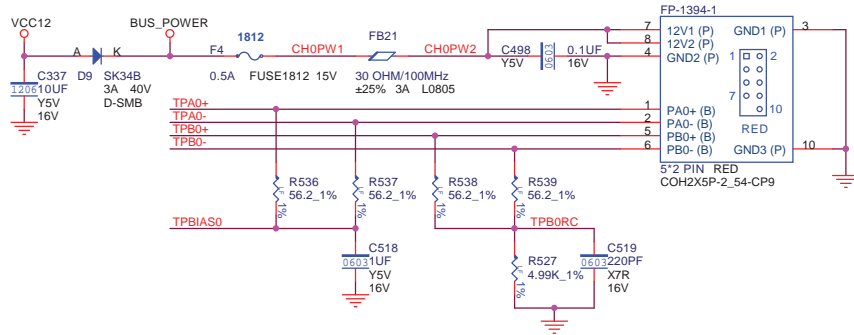 VCC12
BUS_POWER
FP-1394-1
A
K
F4
1812
CH0PW1
FB21
CH0PW2
C498
Y5V
0603
0.1UF
16V
7
8
4
12V1 (P)
12V2 (P)
GND2 (P)
GND1 (P)
3
1
2
7
10
RED
C337
1206
10UF
Y5V
16V
D9
SK34B
3A 40V
D-SMB
0.5A
FUSE1812 15V
30 OHM/100MHz
±25% 3A L0805
TPA0+
TPA0-
TPB0+
TPB0-
1
2
5
6
PA0+ (B)
PA0- (B)
PB0+ (B)
PB0- (B)
GND3 (P)
10
5*2 PIN RED
COH2X5P-2_54-CP9
R536
56.2_1%
1%
R537
56.2_1%
1%
R538
56.2_1%
1%
R539
56.2_1%
1%
TPBIAS0
TPB0RC
C518
0603
1UF
Y5V
16V
R527
4.99K_1%
1%
C519
0603
220PF
X7R
16V